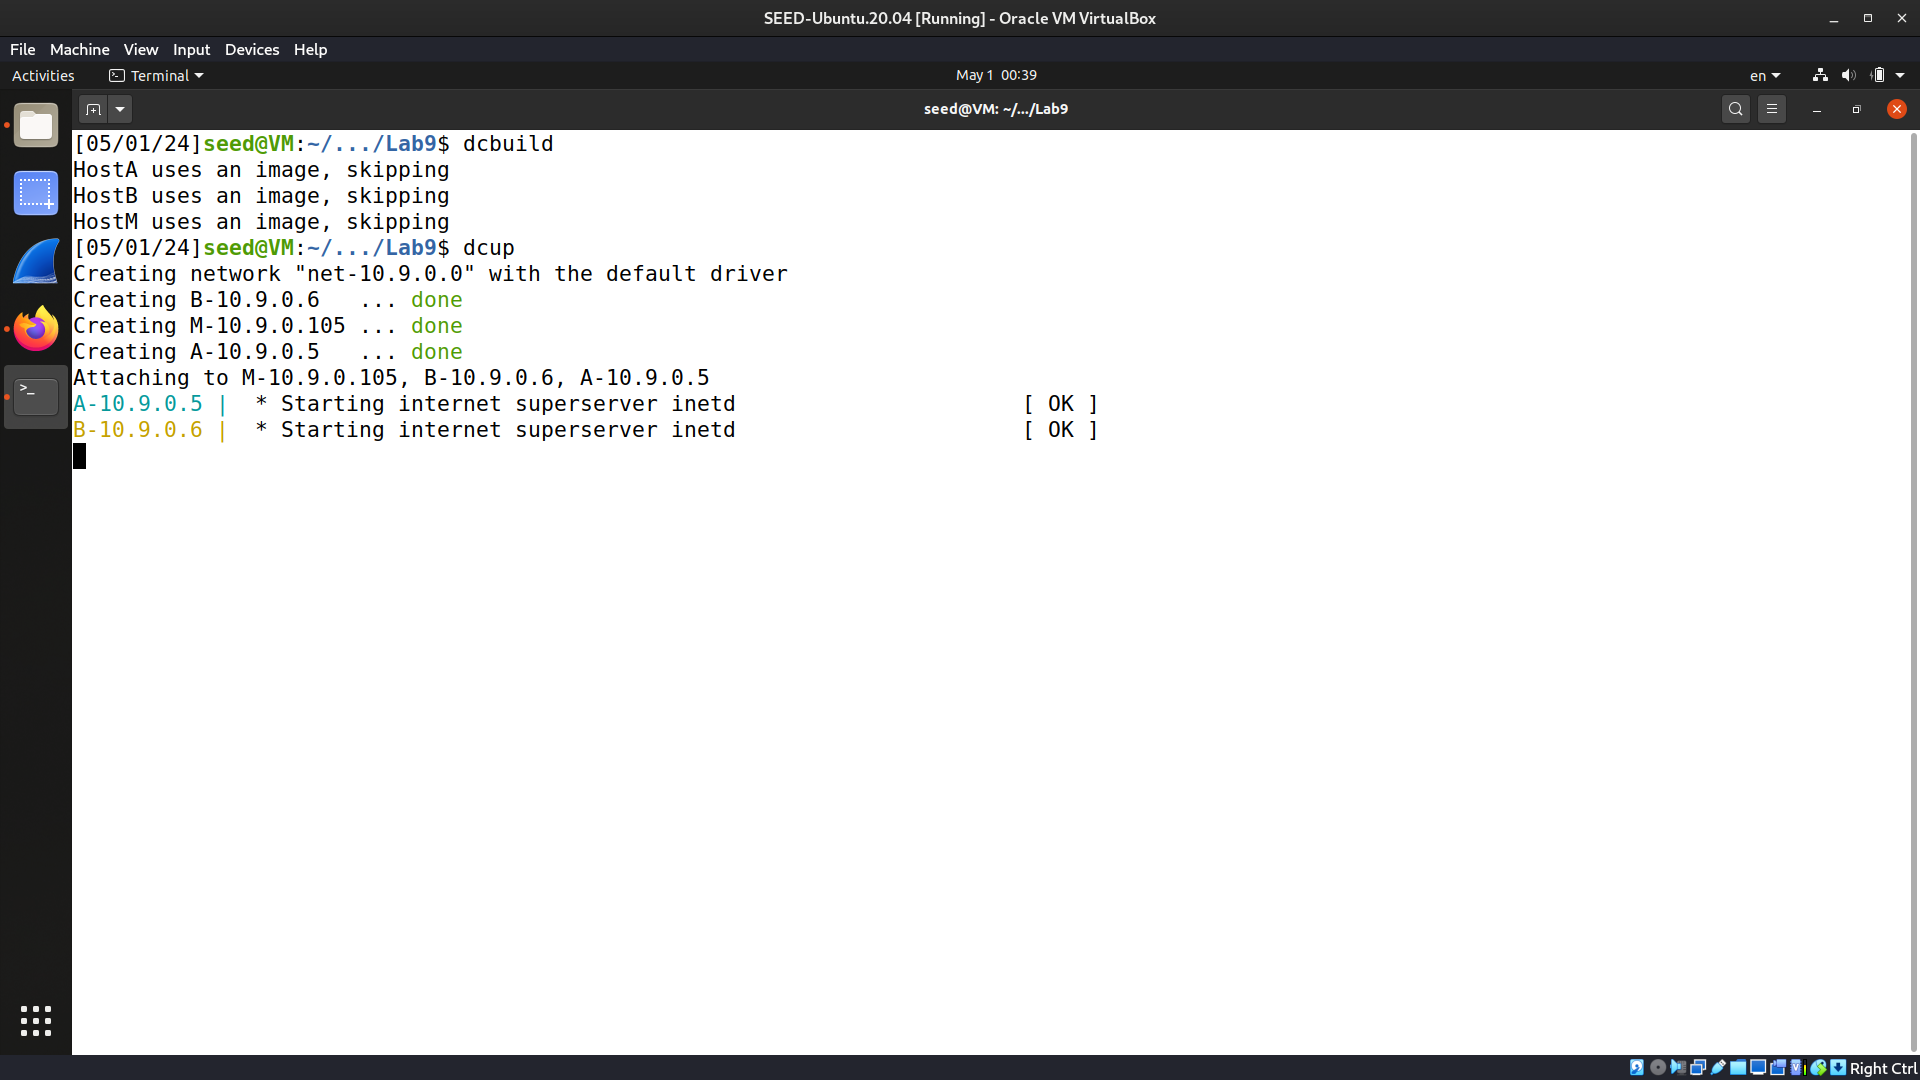 SEED-Ubuntu.20.04 [Running] - Oracle VM VirtualBox
File Machine View Input Devices Help
Activities Terminal May 1 00:39 en
seed@VM: ~/.../Lab9
[05/01/24]seed@VM:~/.../Lab9$ dcbuild
HostA uses an image, skipping
HostB uses an image, skipping
HostM uses an image, skipping
[05/01/24]seed@VM:~/.../Lab9$ dcup
Creating network "net-10.9.0.0" with the default driver
Creating B-10.9.0.6   ... done
Creating M-10.9.0.105 ... done
Creating A-10.9.0.5   ... done
Attaching to M-10.9.0.105, B-10.9.0.6, A-10.9.0.5
A-10.9.0.5 |  * Starting internet superserver inetd                      [ OK ]
B-10.9.0.6 |  * Starting internet superserver inetd                      [ OK ]
Right Ctrl